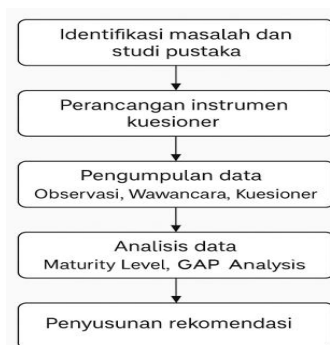 Identifikasi masalah dan
studi pustaka
Perancangan instrumen
kuesioner
Pengumpulan data
Observasi, Wawancara, Kuesioner
Analisis data
Maturity Level, GAP Analysis
Penyusunan rekomendasi